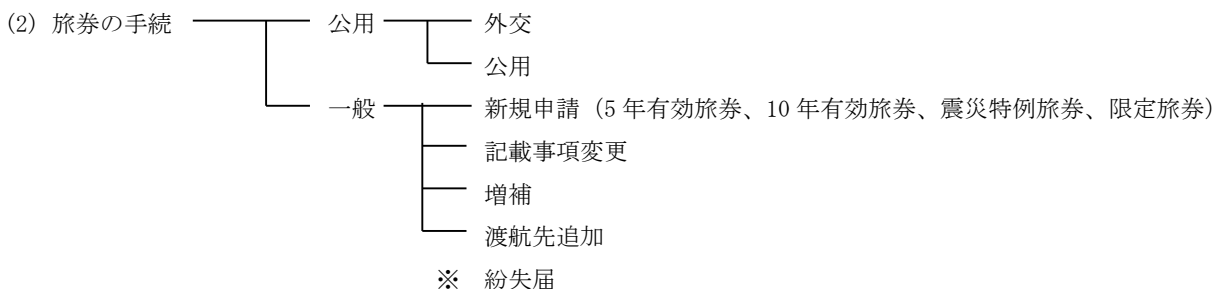 (2) 旅券の手続 公用 外交
公用
一般 新規申請（5 年有効旅券、10 年有効旅券、震災特例旅券、限定旅券）
記載事項変更
増補
渡航先追加
※ 紛失届